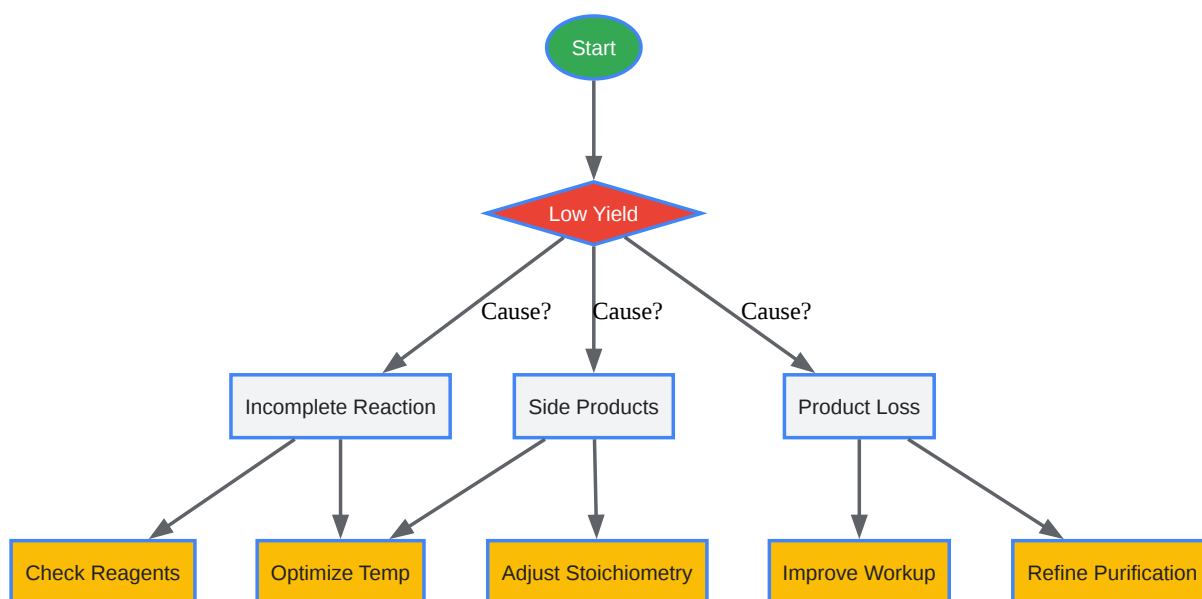 Start
Low Yield
Cause?
Cause?
Cause?
Incomplete Reaction
Side Products
Product Loss
Check Reagents
Optimize Temp
Adjust Stoichiometry
Improve Workup
Refine Purification